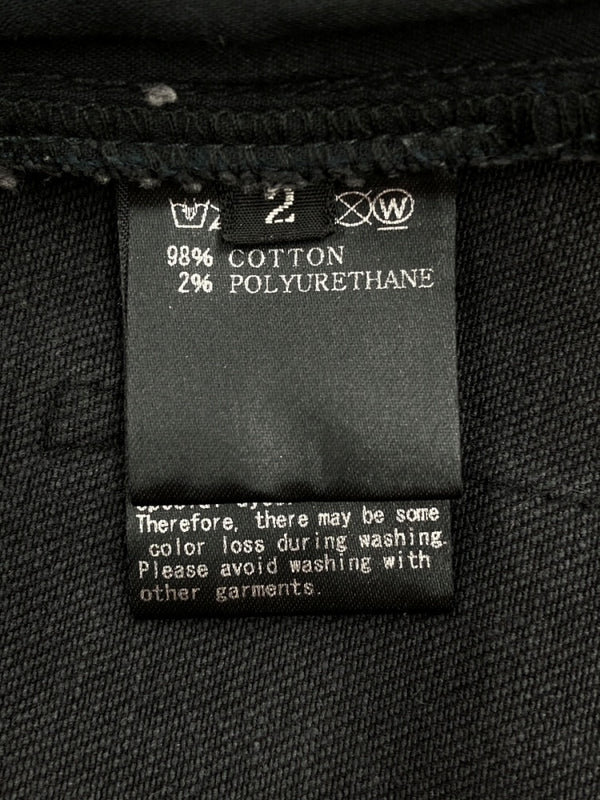 2
W
98% COTTON
2% POLYURETHANE
Therefore, there may be some
color loss during washing.
Please avoid washing with
other garments.